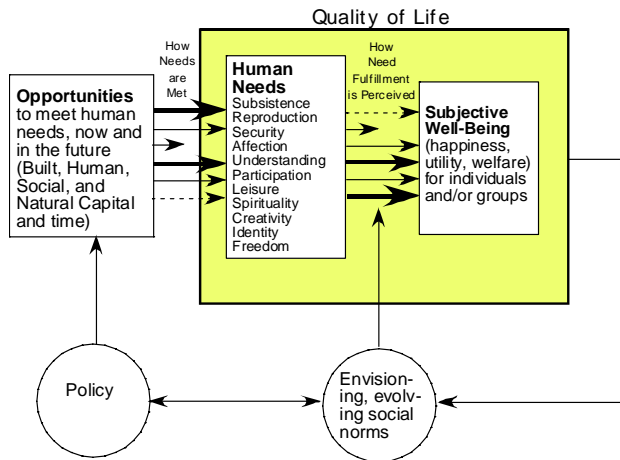 Quality of Life
How
Needs
are
Met
How
Need
Fulfillment
is Perceived
Opportunities
to meet human
needs, now and
in the future
(Built, Human,
Social, and
Natural Capital
and time)
Human
Needs
Subsistence
Reproduction
Security
Affection
Understanding
Participation
Leisure
Spirituality
Creativity
Identity
Freedom
Subjective
Well-Being
(happiness,
utility, welfare)
for individuals
and/or groups
Policy
Envision-
ing, evolv-
ing social
norms